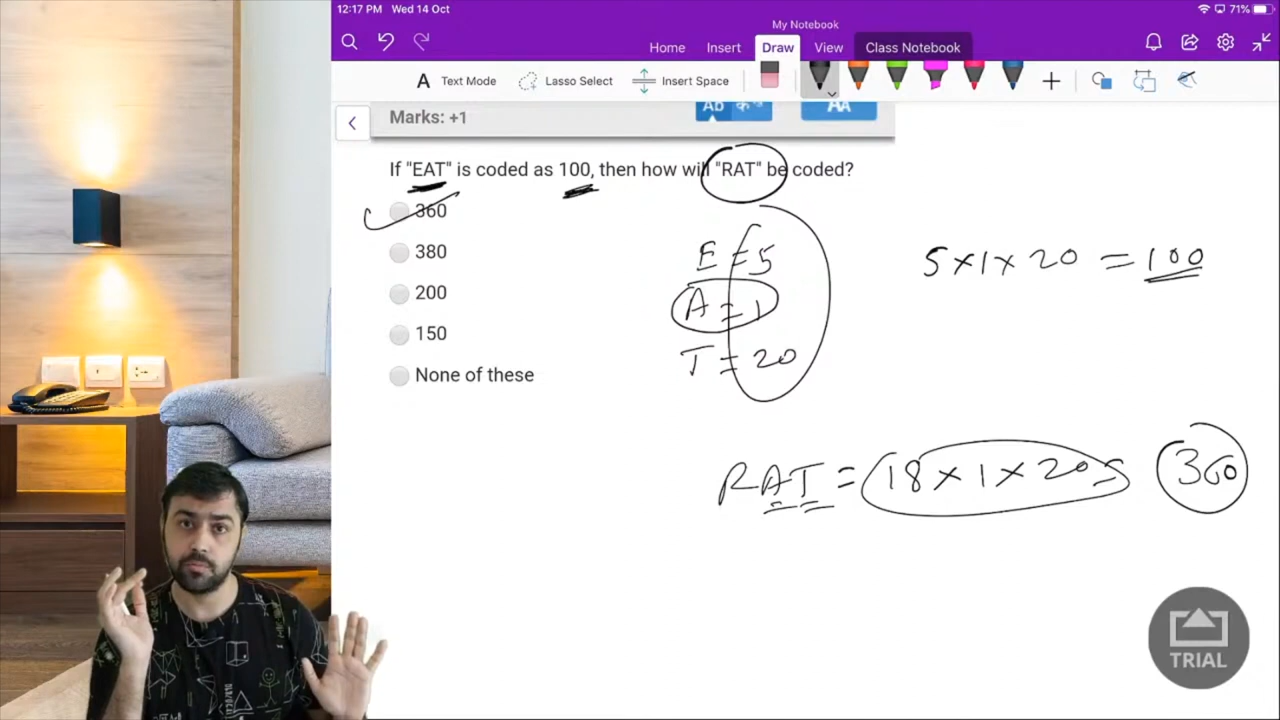 12:17 PM Wed 14 Oct
71%
My Notebook
Home Insert Draw View Class Notebook
A Text Mode Lasso Select Insert Space
Marks: +1
Ab
AA
If "EAT" is coded as 100, then how will "RAT" be coded?
360
380
200
150
None of these
E = 5
A = 1
T = 20
5 × 1 × 20 = 100
RAT = 18 × 1 × 20 =
360
TRIAL